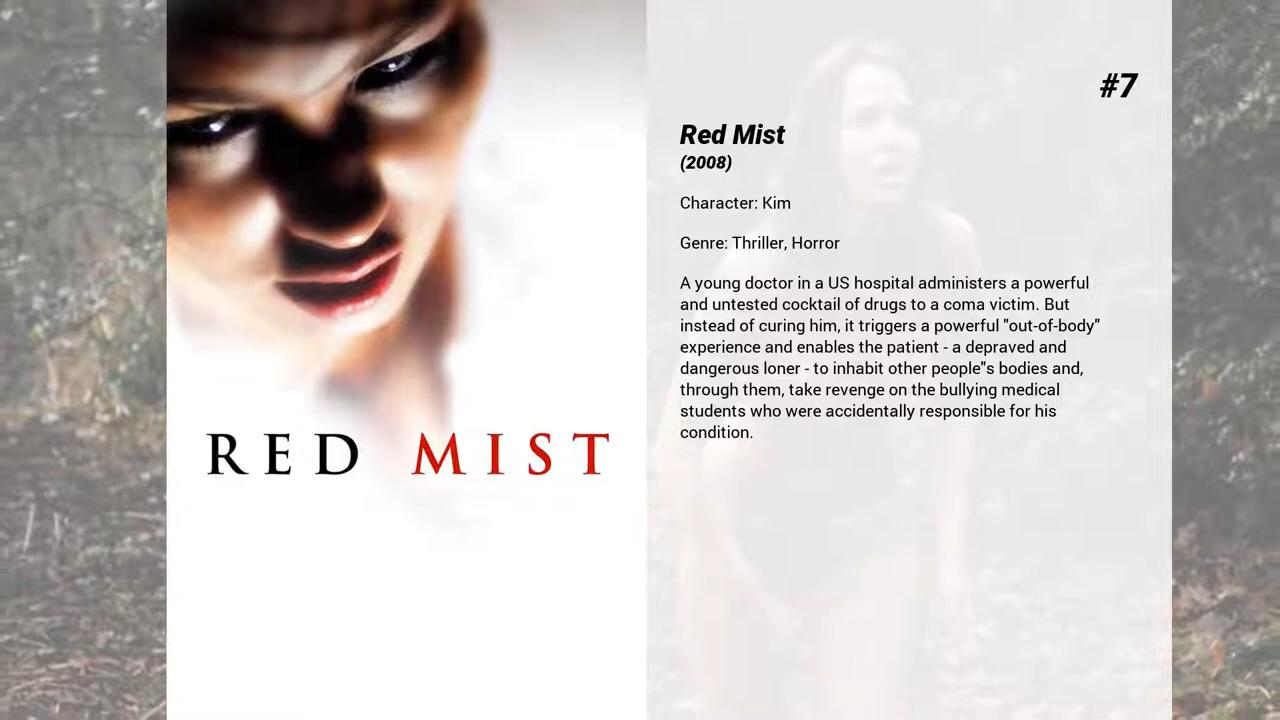 RED MIST
#7
Red Mist
(2008)
Character: Kim
Genre: Thriller, Horror
A young doctor in a US hospital administers a powerful
and untested cocktail of drugs to a coma victim. But
instead of curing him, it triggers a powerful "out-of-body"
experience and enables the patient - a depraved and
dangerous loner - to inhabit other people"s bodies and,
through them, take revenge on the bullying medical
students who were accidentally responsible for his
condition.